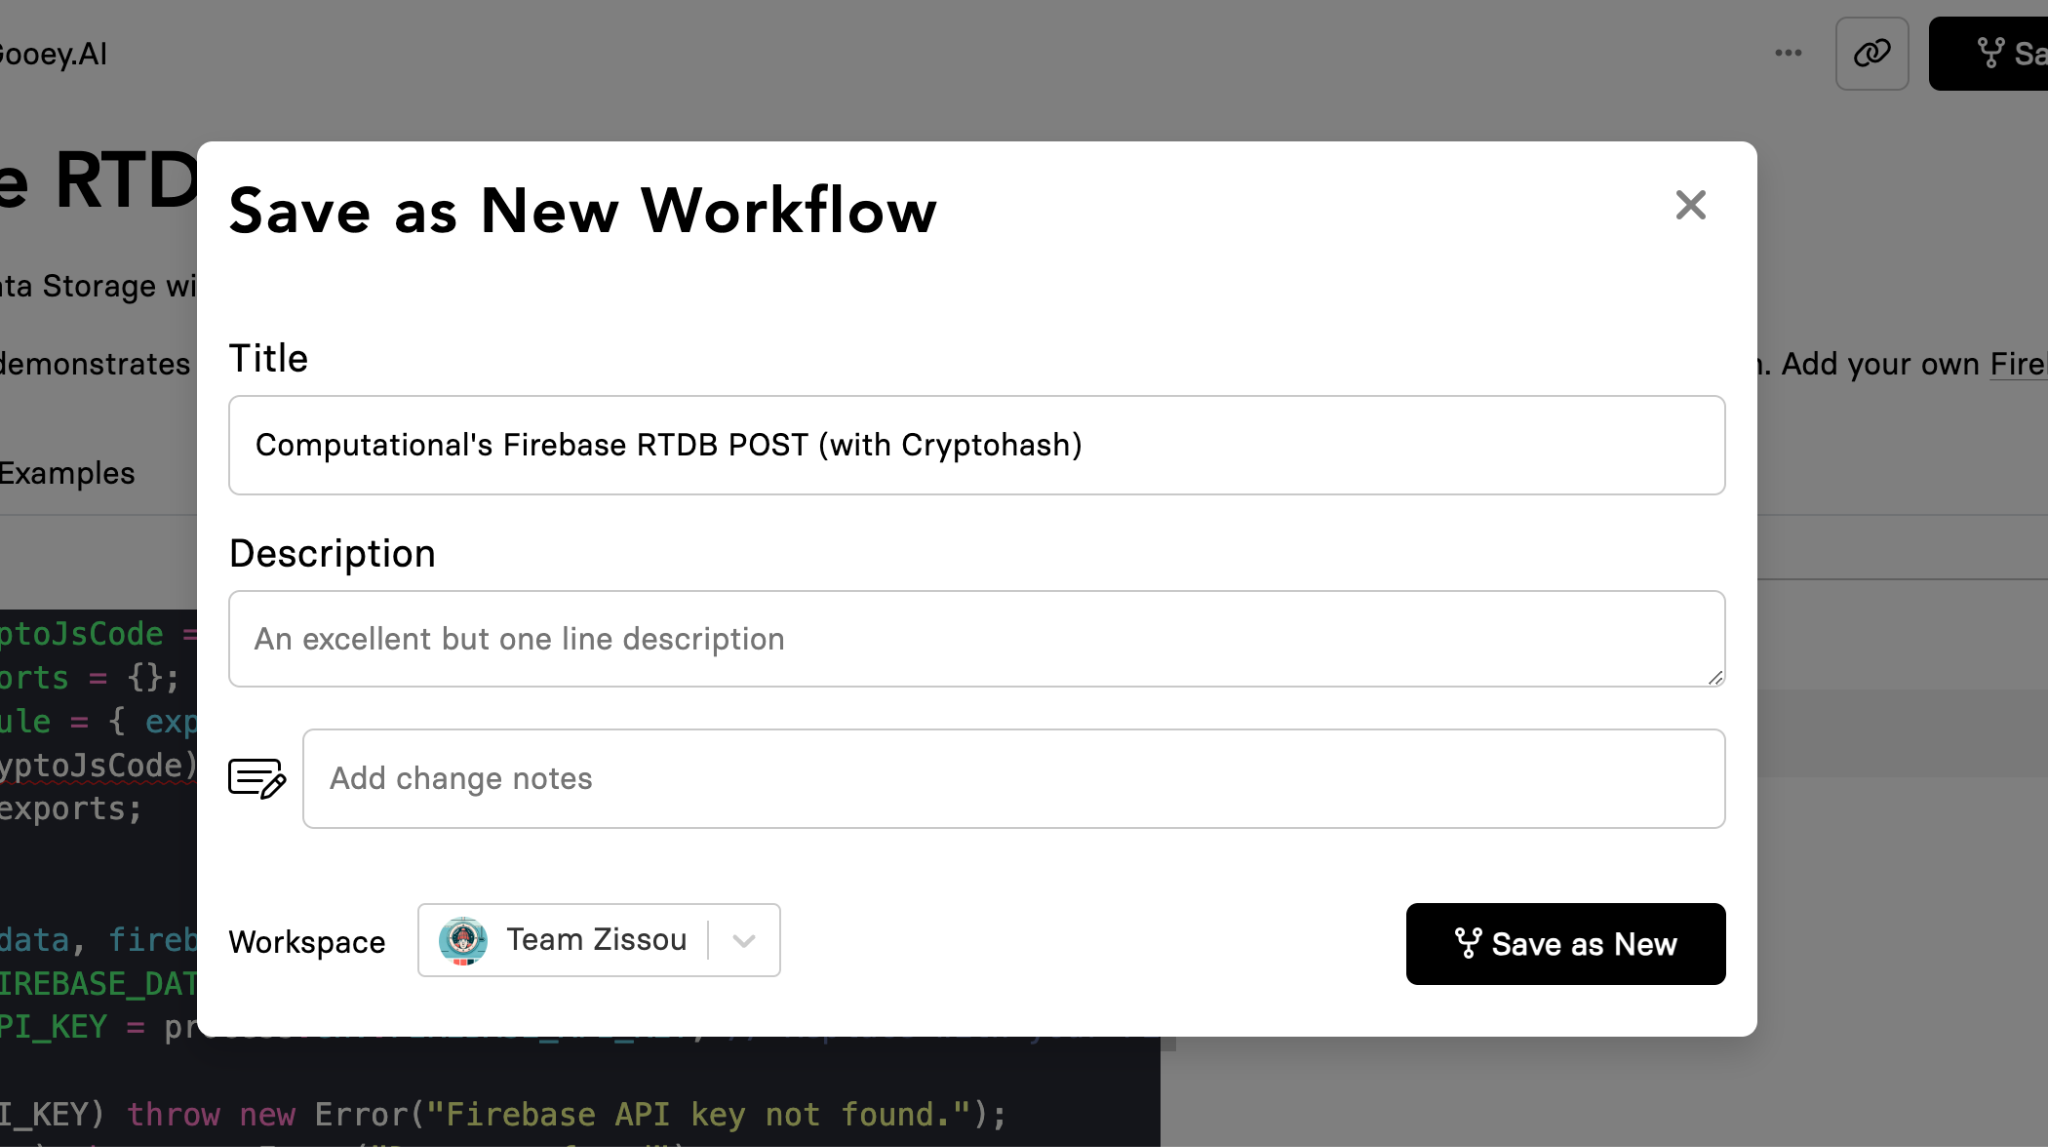 Gooey.AI
Sa
e RTD
Save as New Workflow
ata Storage wi
demonstrates
n. Add your own Fire
Title
Computational's Firebase RTDB POST (with Cryptohash)
Examples
Description
An excellent but one line description
ptoJsCode =
orts = {};
ule = { exp
yptoJsCode)
exports;
Add change notes
Workspace
Team Zissou
Save as New
data, fireb
IREBASE_DAT
PI_KEY = pr
I_KEY) throw new Error("Firebase API key not found.");